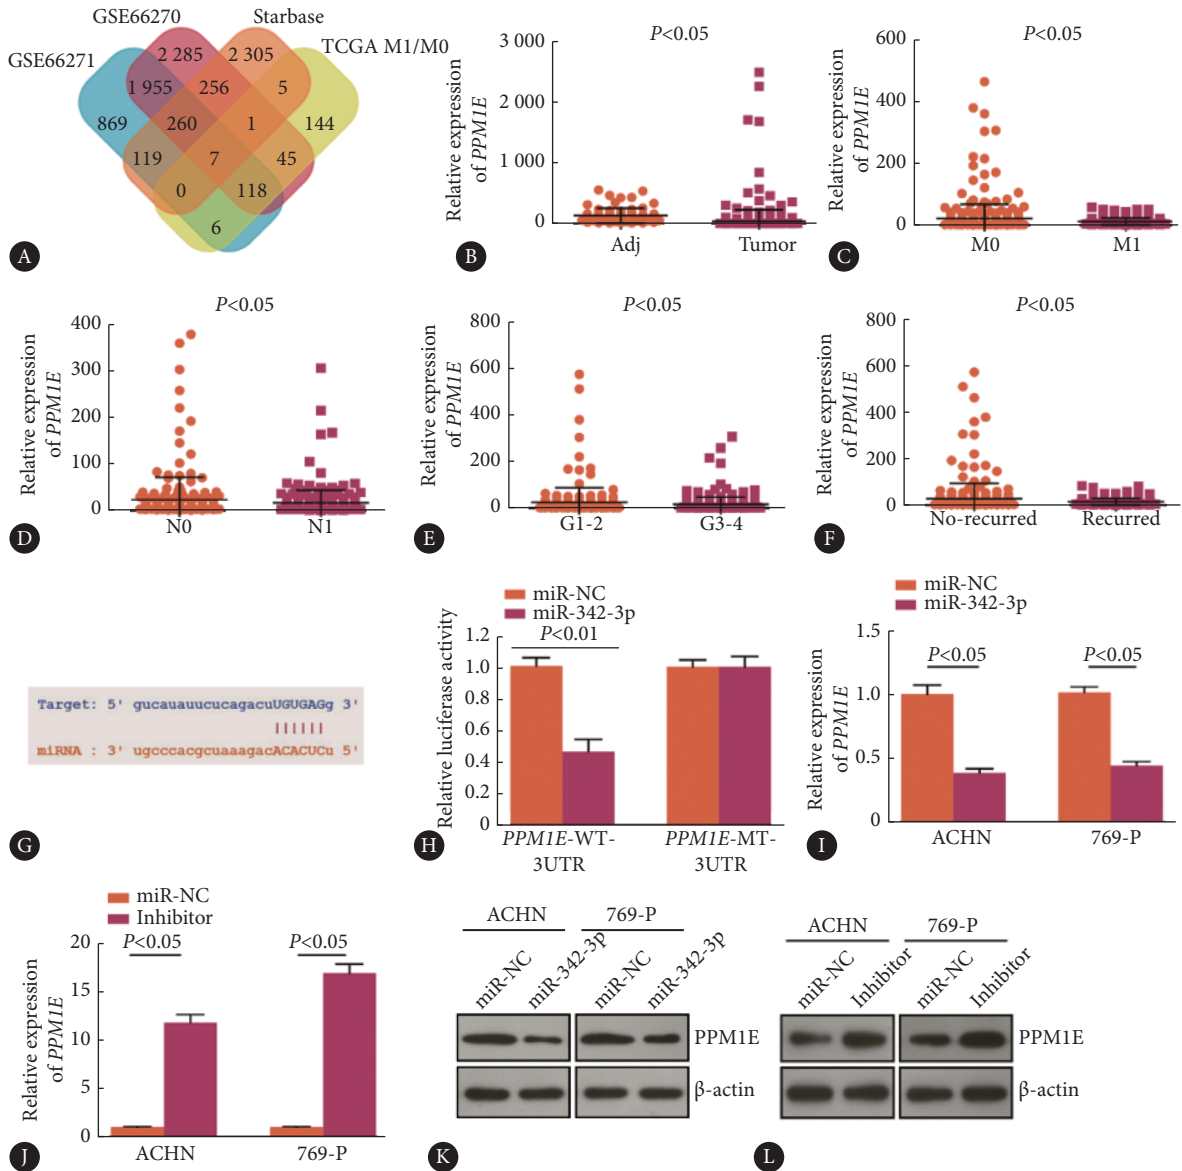 GSE66271
GSE66270
Starbase
TCGA M1/M0
2 285
2 305
1 955
256
5
869
260
1
144
119
7
45
0
118
6
A
P<0.05
Relative expression
of PPM1E
3 000
2 000
1 000
0
Adj
Tumor
B
P<0.05
Relative expression
of PPM1E
600
400
200
0
M0
M1
C
P<0.05
Relative expression
of PPM1E
400
300
200
100
0
N0
N1
D
P<0.05
Relative expression
of PPM1E
800
600
400
200
0
G1-2
G3-4
E
P<0.05
Relative expression
of PPM1E
800
600
400
200
0
No-recurred
Recurred
F
Target: 5' gucauauucucagacuUGUGAGg 3'
miRNA : 3' ugcccacgcuaaagacACACUCu 5'
G
miR-NC
miR-342-3p
P<0.01
Relative luciferase activity
1.2
1.0
0.8
0.6
0.4
0.2
0
PPM1E-WT-
3UTR
PPM1E-MT-
3UTR
H
miR-NC
miR-342-3p
P<0.05
P<0.05
Relative expression
of PPM1E
1.5
1.0
0.5
0
ACHN
769-P
I
miR-NC
Inhibitor
P<0.05
P<0.05
Relative expression
of PPM1E
20
15
10
5
0
ACHN
769-P
J
ACHN
769-P
miR-NC
miR-342-3p
miR-NC
miR-342-3p
PPM1E
β-actin
K
ACHN
769-P
miR-NC
Inhibitor
miR-NC
Inhibitor
PPM1E
β-actin
L